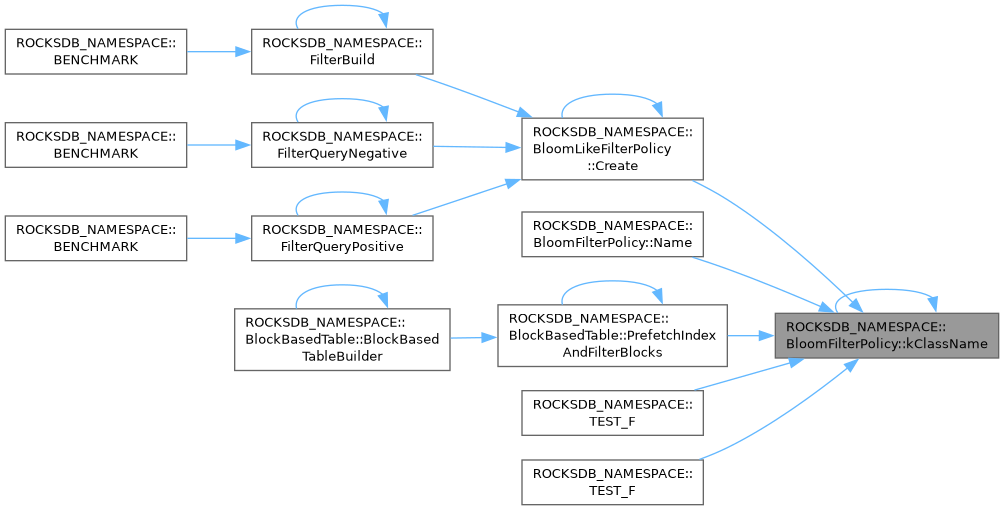 ROCKSDB_NAMESPACE::
BENCHMARK
ROCKSDB_NAMESPACE::
FilterBuild
ROCKSDB_NAMESPACE::
BENCHMARK
ROCKSDB_NAMESPACE::
FilterQueryNegative
ROCKSDB_NAMESPACE::
BloomLikeFilterPolicy
::Create
ROCKSDB_NAMESPACE::
BENCHMARK
ROCKSDB_NAMESPACE::
FilterQueryPositive
ROCKSDB_NAMESPACE::
BloomFilterPolicy::Name
ROCKSDB_NAMESPACE::
BlockBasedTable::BlockBased
TableBuilder
ROCKSDB_NAMESPACE::
BlockBasedTable::PrefetchIndex
AndFilterBlocks
ROCKSDB_NAMESPACE::
BloomFilterPolicy::kClassName
ROCKSDB_NAMESPACE::
TEST_F
ROCKSDB_NAMESPACE::
TEST_F